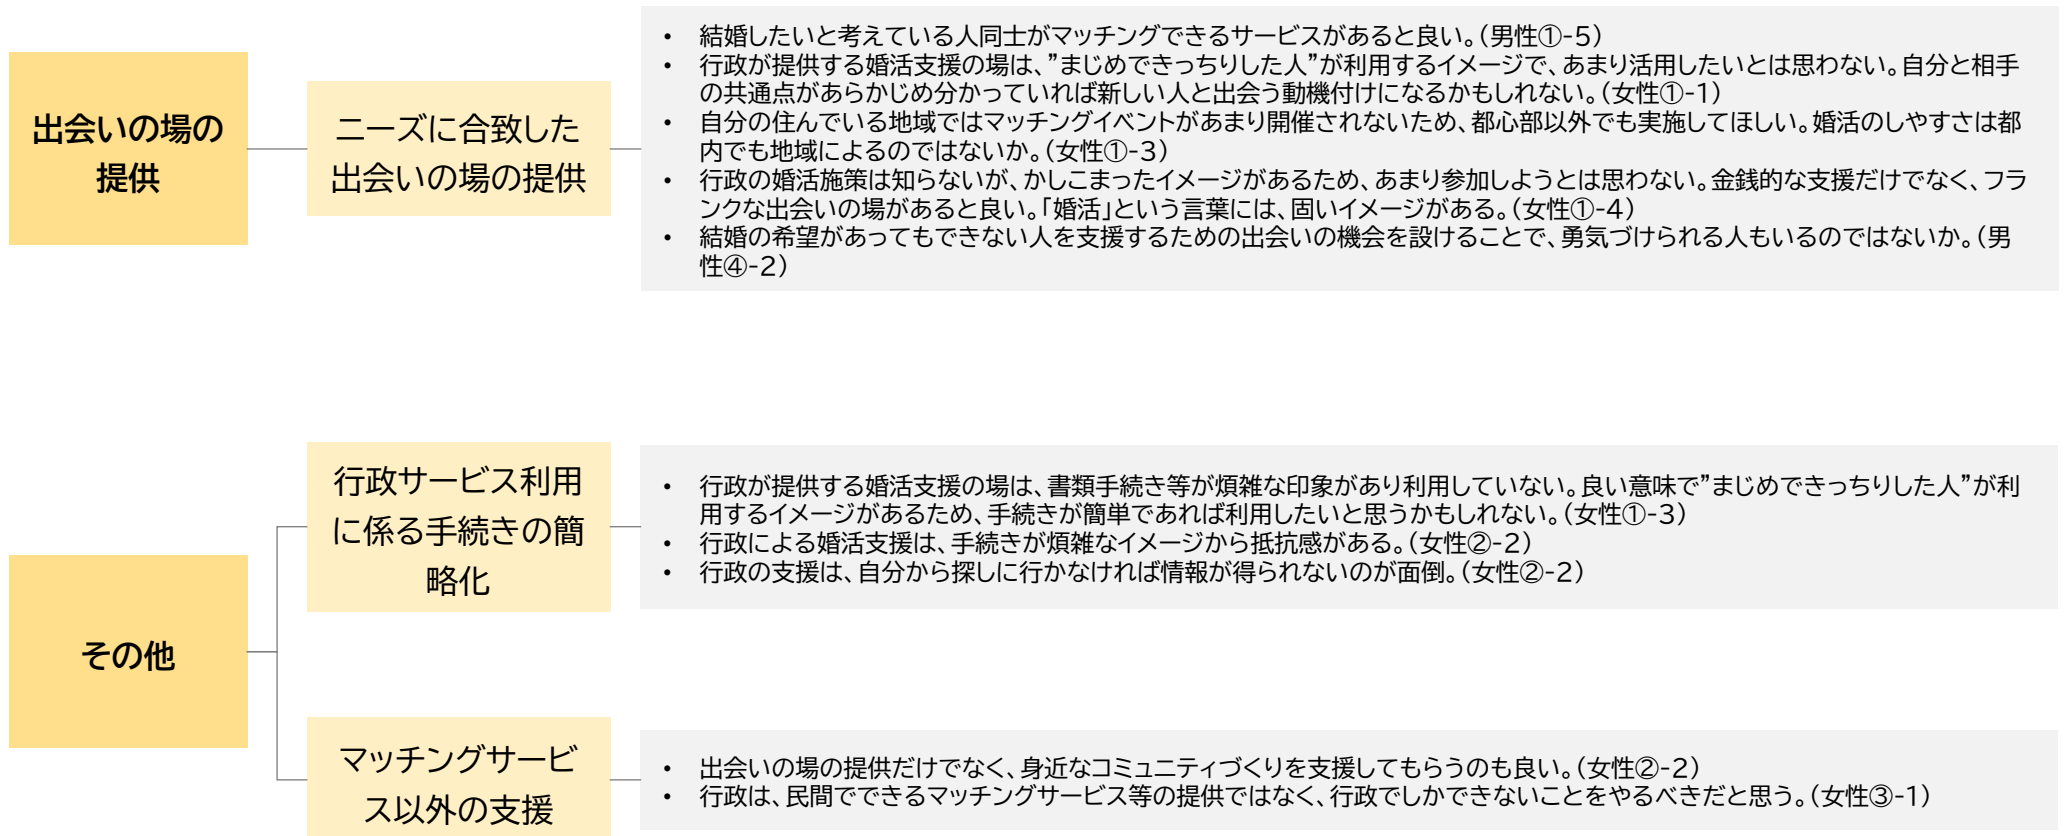 出会いの場の
提供
ニーズに合致した
出会いの場の提供
• 結婚したいと考えている人同士がマッチングできるサービスがあると良い。(男性①-5)
• 行政が提供する婚活支援の場は、”まじめできっちりした人”が利用するイメージで、あまり活用したいとは思わない。自分と相手
の共通点があらかじめ分かっていれば新しい人と出会う動機付けになるかもしれない。(女性①-1)
• 自分の住んでいる地域ではマッチングイベントがあまり開催されないため、都心部以外でも実施してほしい。婚活のしやすさは都
内でも地域によるのではないか。(女性①-3)
• 行政の婚活施策は知らないが、かしこまったイメージがあるため、あまり参加しようとは思わない。金銭的な支援だけでなく、フラ
ンクな出会いの場があると良い。「婚活」という言葉には、固いイメージがある。(女性①-4)
• 結婚の希望があってもできない人を支援するための出会いの機会を設けることで、勇気づけられる人もいるのではないか。(男
性④-2)
その他
行政サービス利用
に係る手続きの簡
略化
• 行政が提供する婚活支援の場は、書類手続き等が煩雑な印象があり利用していない。良い意味で”まじめできっちりした人”が利
用するイメージがあるため、手続きが簡単であれば利用したいと思うかもしれない。(女性①-3)
• 行政による婚活支援は、手続きが煩雑なイメージから抵抗感がある。(女性②-2)
• 行政の支援は、自分から探しに行かなければ情報が得られないのが面倒。(女性②-2)
マッチングサービ
ス以外の支援
• 出会いの場の提供だけでなく、身近なコミュニティづくりを支援してもらうのも良い。(女性②-2)
• 行政は、民間でできるマッチングサービス等の提供ではなく、行政でしかできないことをやるべきだと思う。(女性③-1)